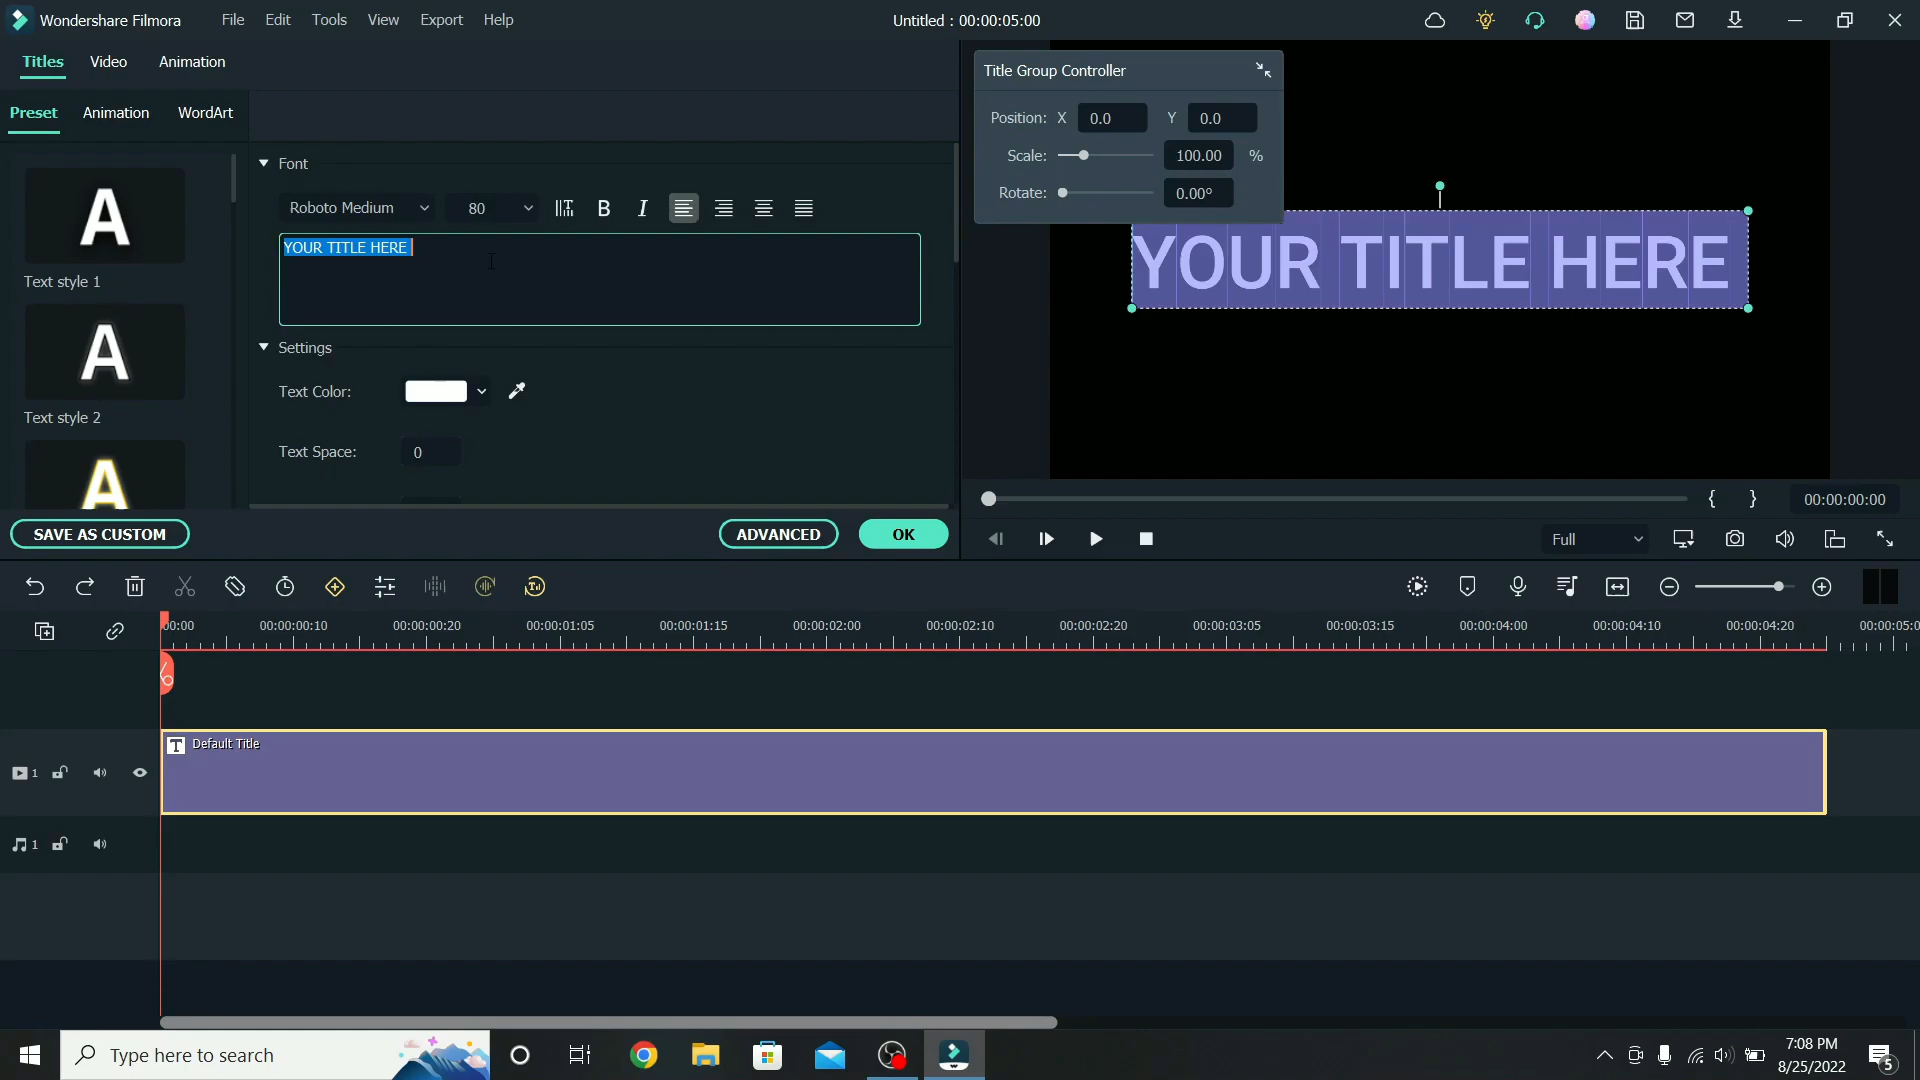 Wondershare Filmora File Edit Tools View Export Help Untitled : 00:00:05:00
Titles Video Animation
Preset Animation WordArt
A
Text style 1
A
Text style 2
A
Font
Roboto Medium 80 B I
YOUR TITLE HERE
Settings
Text Color:
Text Space: 0
SAVE AS CUSTOM ADVANCED OK
Title Group Controller
Position: X 0.0 Y 0.0
Scale: 100.00 %
Rotate: 0.00°
YOUR TITLE HERE
{ } 00:00:00:00
Full
00:00 00:00:00:10 00:00:00:20 00:00:01:05 00:00:01:15 00:00:02:00 00:00:02:10 00:00:02:20 00:00:03:05 00:00:03:15 00:00:04:00 00:00:04:10 00:00:04:20 00:00:05:0
T Default Title
1
1
Type here to search
7:08 PM
8/25/2022
5